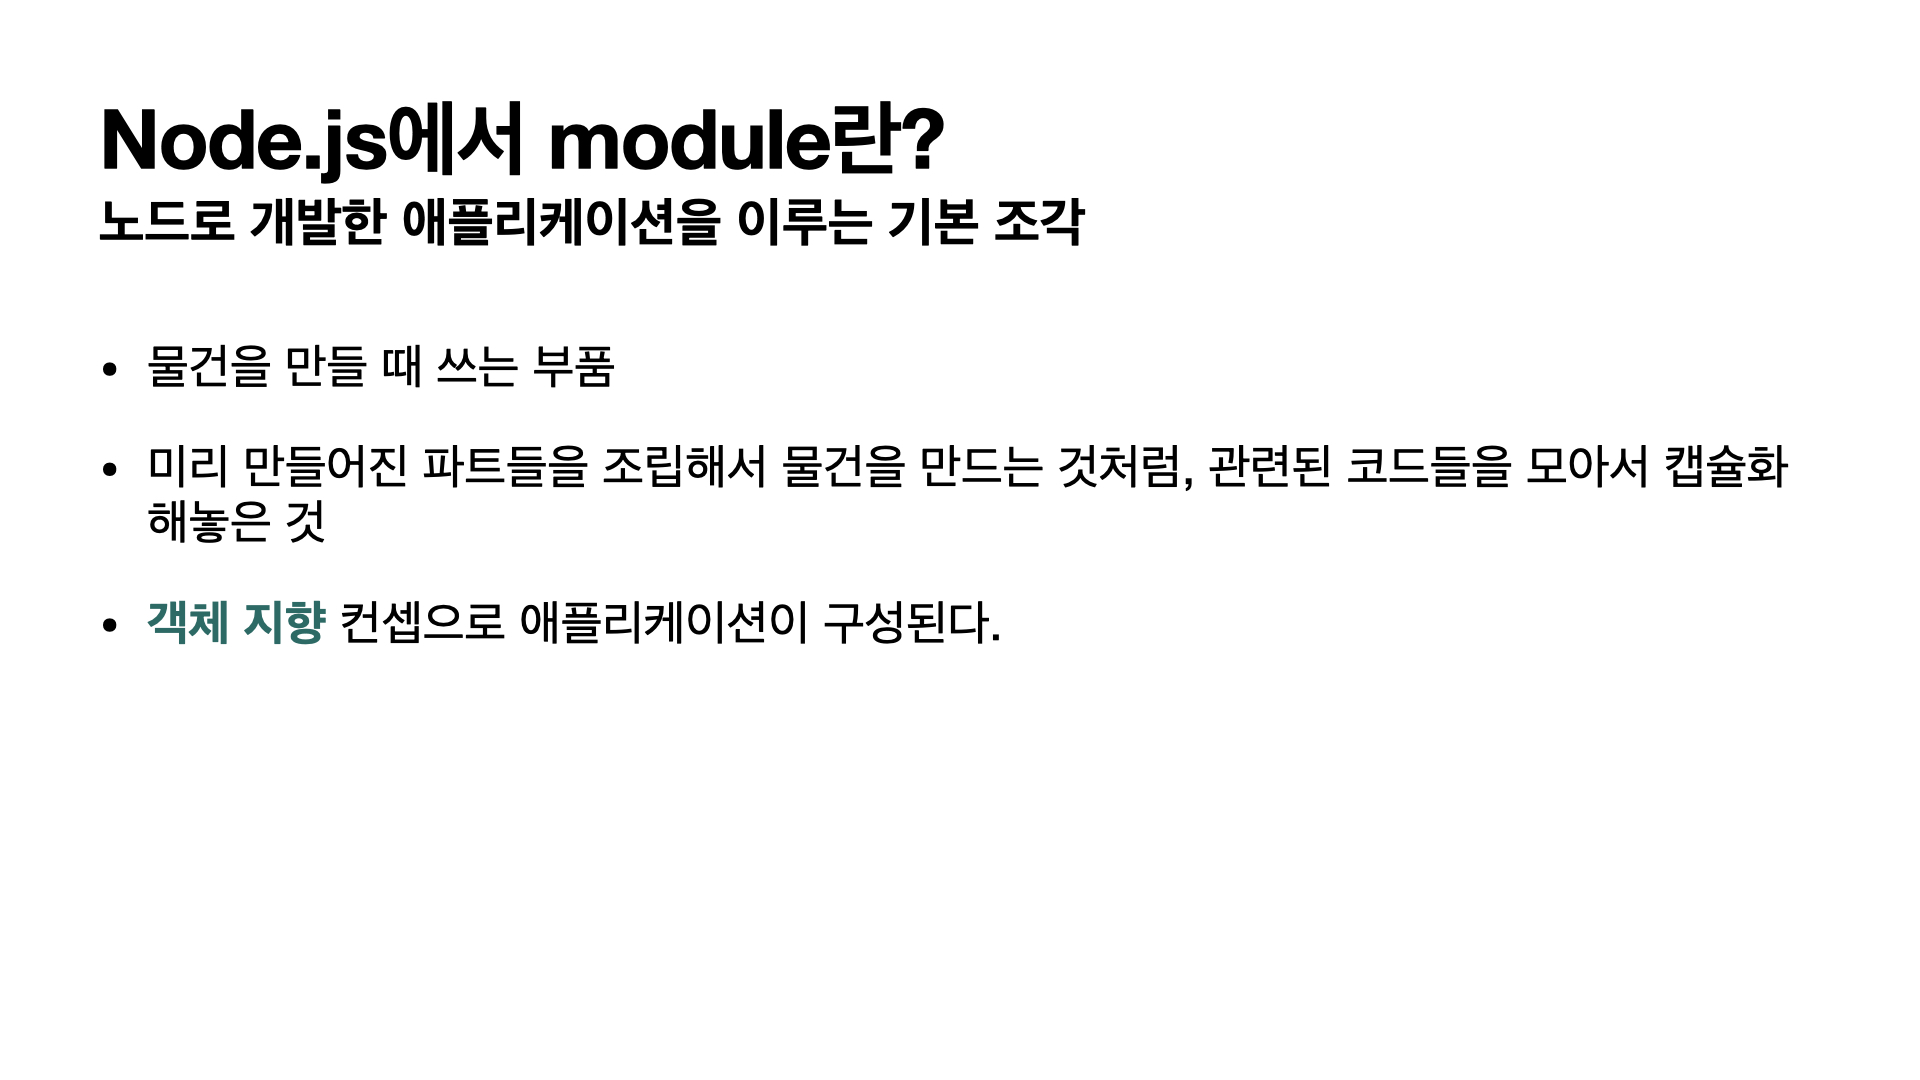 Node.js에서 module란?
노드로 개발한 애플리케이션을 이루는 기본 조각
• 물건을 만들 때 쓰는 부품
• 미리 만들어진 파트들을 조립해서 물건을 만드는 것처럼, 관련된 코드들을 모아서 캡슐화
해놓은 것
• 객체 지향 컨셉으로 애플리케이션이 구성된다.